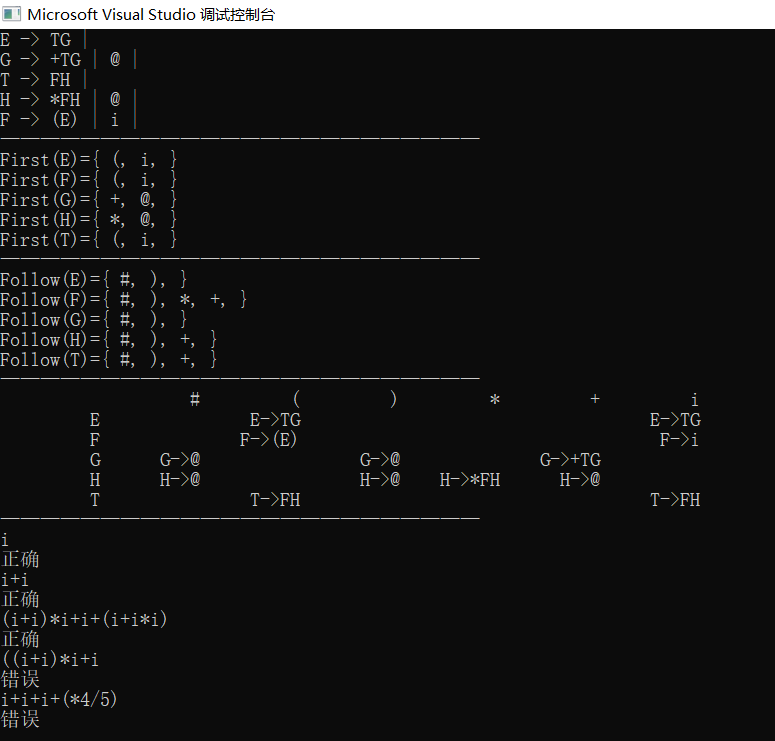 Microsoft Visual Studio 调试控制台
E -> TG |
G -> +TG | @ |
T -> FH |
H -> *FH | @ |
F -> (E) | i |
————————————————————————
First(E)={ (, i, }
First(F)={ (, i, }
First(G)={ +, @, }
First(H)={ *, @, }
First(T)={ (, i, }
————————————————————————
Follow(E)={ #, ), }
Follow(F)={ #, ), *, +, }
Follow(G)={ #, ), }
Follow(H)={ #, ), +, }
Follow(T)={ #, ), +, }
————————————————————————
# ( ) * + i
E E->TG E->TG
F F->(E) F->i
G G->@ G->@ G->+TG
H H->@ H->@ H->*FH H->@
T T->FH T->FH
————————————————————————
i
正确
i+i
正确
(i+i)*i+i+(i+i*i)
正确
((i+i)*i+i
错误
i+i+i+(*4/5)
错误